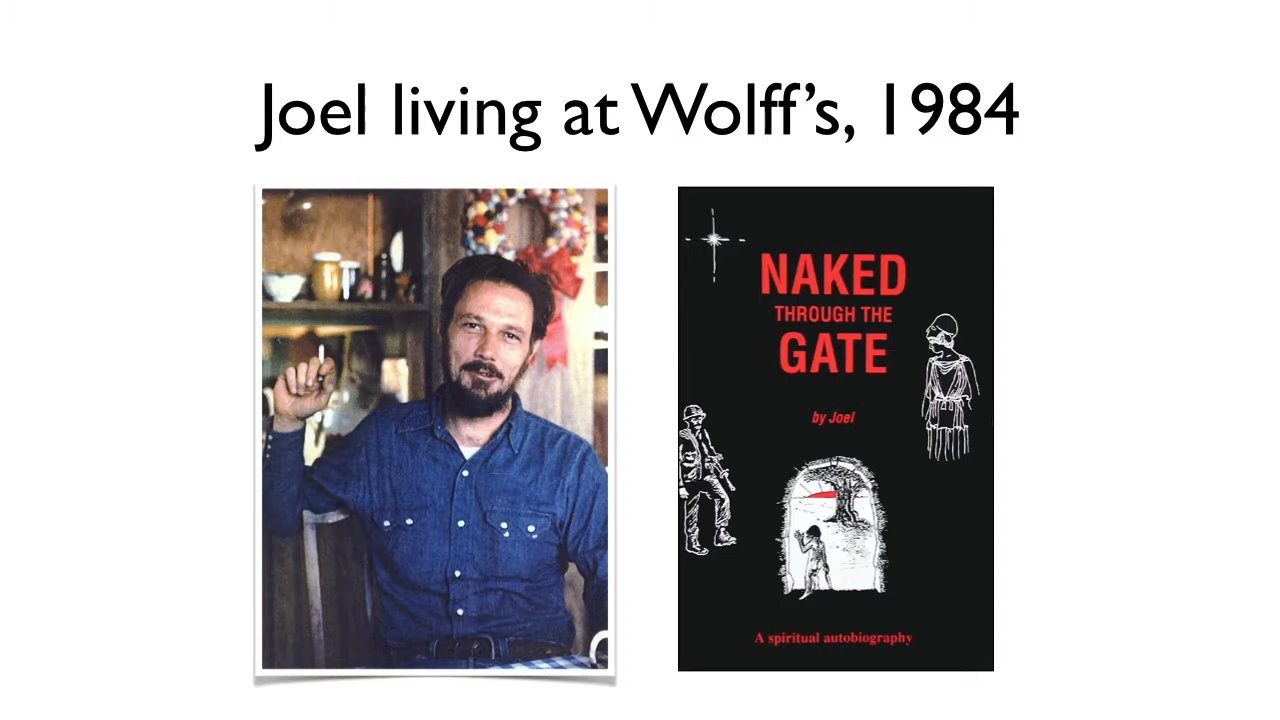 Joel living at Wolff’s, 1984
NAKED
THROUGH THE
GATE
by Joel
A spiritual autobiography